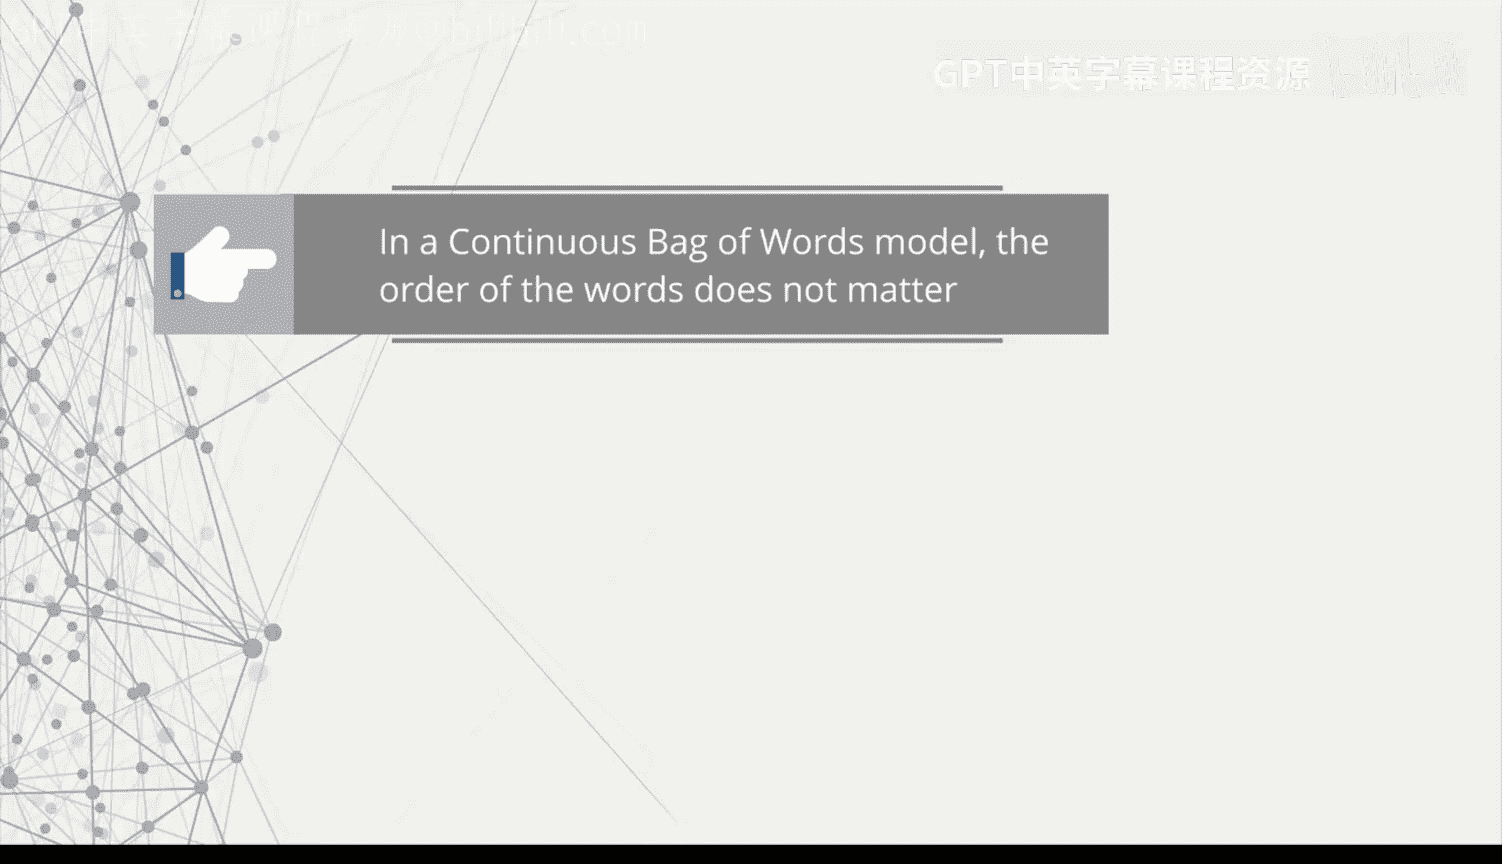 GPT中英字幕课程资源
In a Continuous Bag of Words model, the
order of the words does not matter